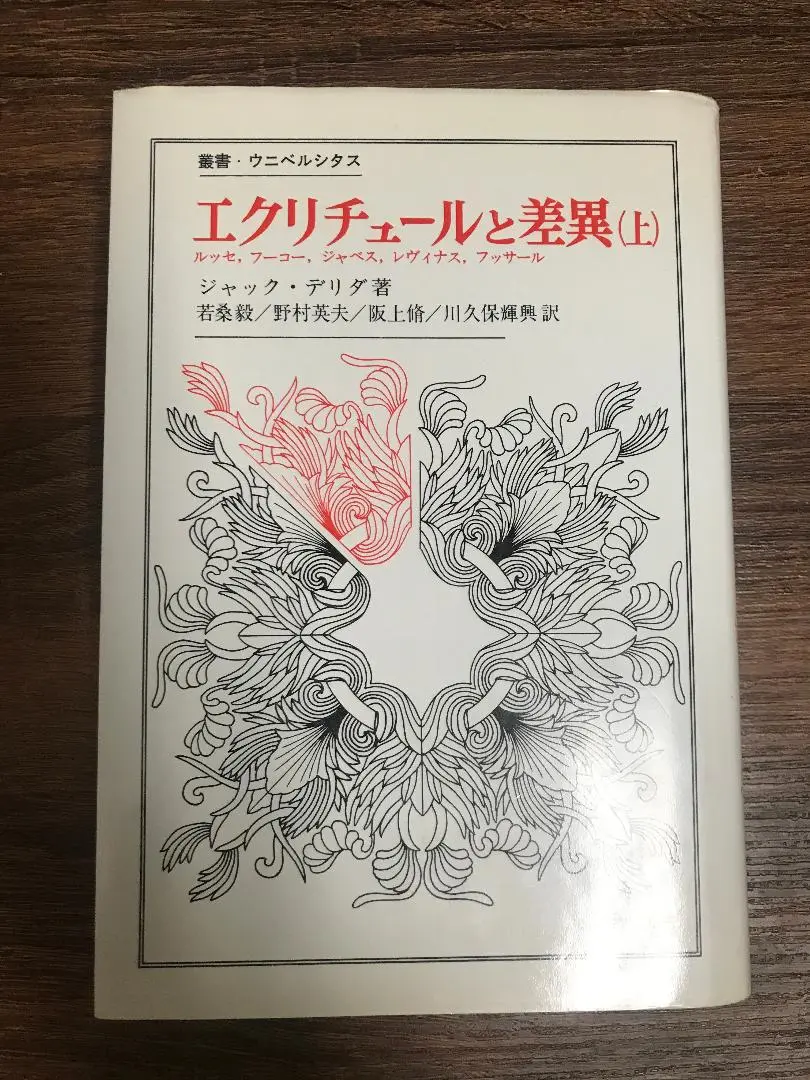 叢書・ウニベルシタス
エクリチュールと差異(上)
ルッセ，フーコー，ジャベス，レヴィナス，フッサール
ジャック・デリダ著
若桑毅／野村英夫／阪上脩／川久保輝興訳